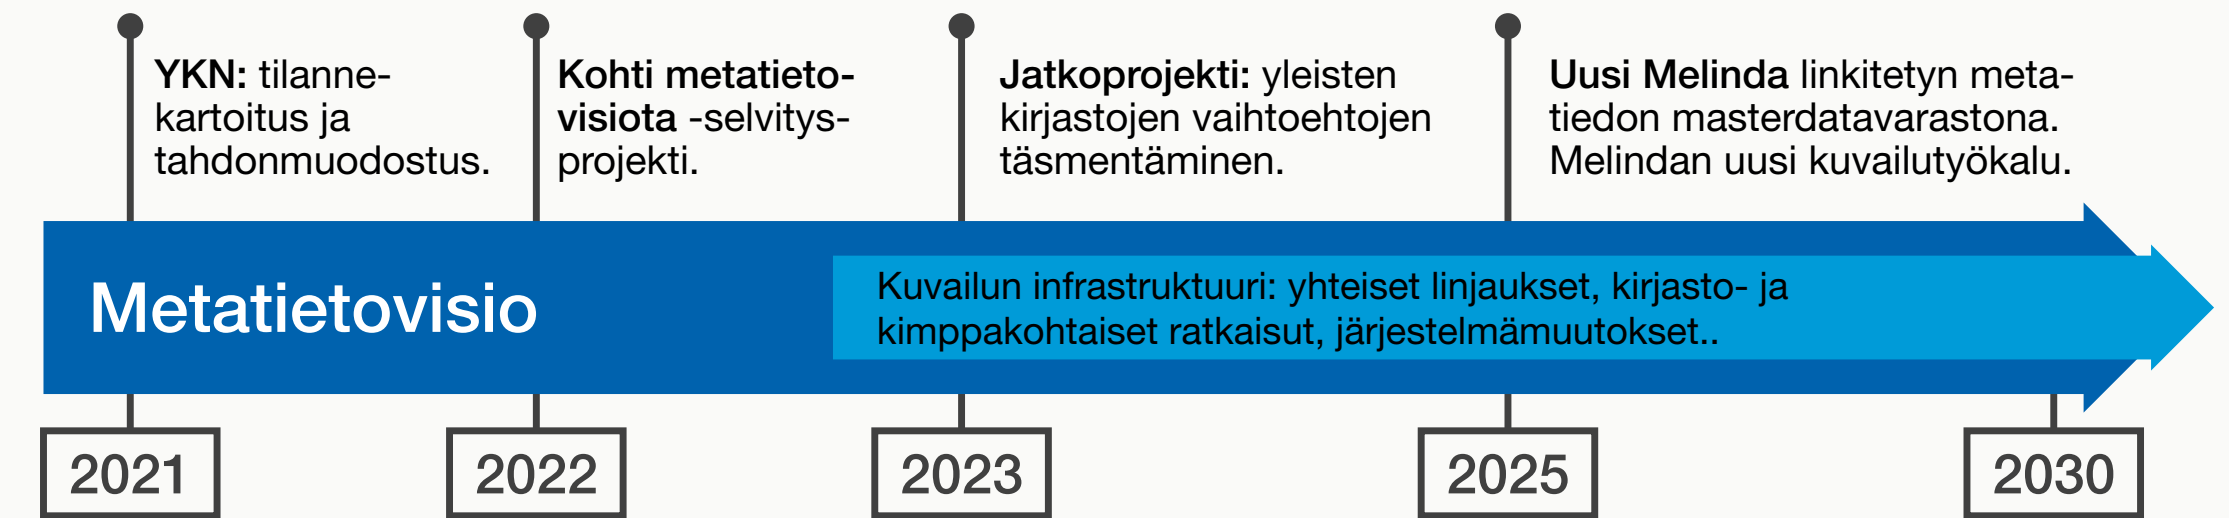 YKN: tilanne-
kartoitus ja
tahdonmuodostus.
Kohti metatieto-
visiota -selvitys-
projekti.
Jatkoprojekti: yleisten
kirjastojen vaihtoehtojen
täsmentäminen.
Uusi Melinda linkitetyn meta-
tiedon masterdatavarastona.
Melindan uusi kuvailutyökalu.
Metatietovisio
Kuvailun infrastruktuuri: yhteiset linjaukset, kirjasto- ja
kimppakohtaiset ratkaisut, järjestelmämuutokset..
2021
2022
2023
2025
2030